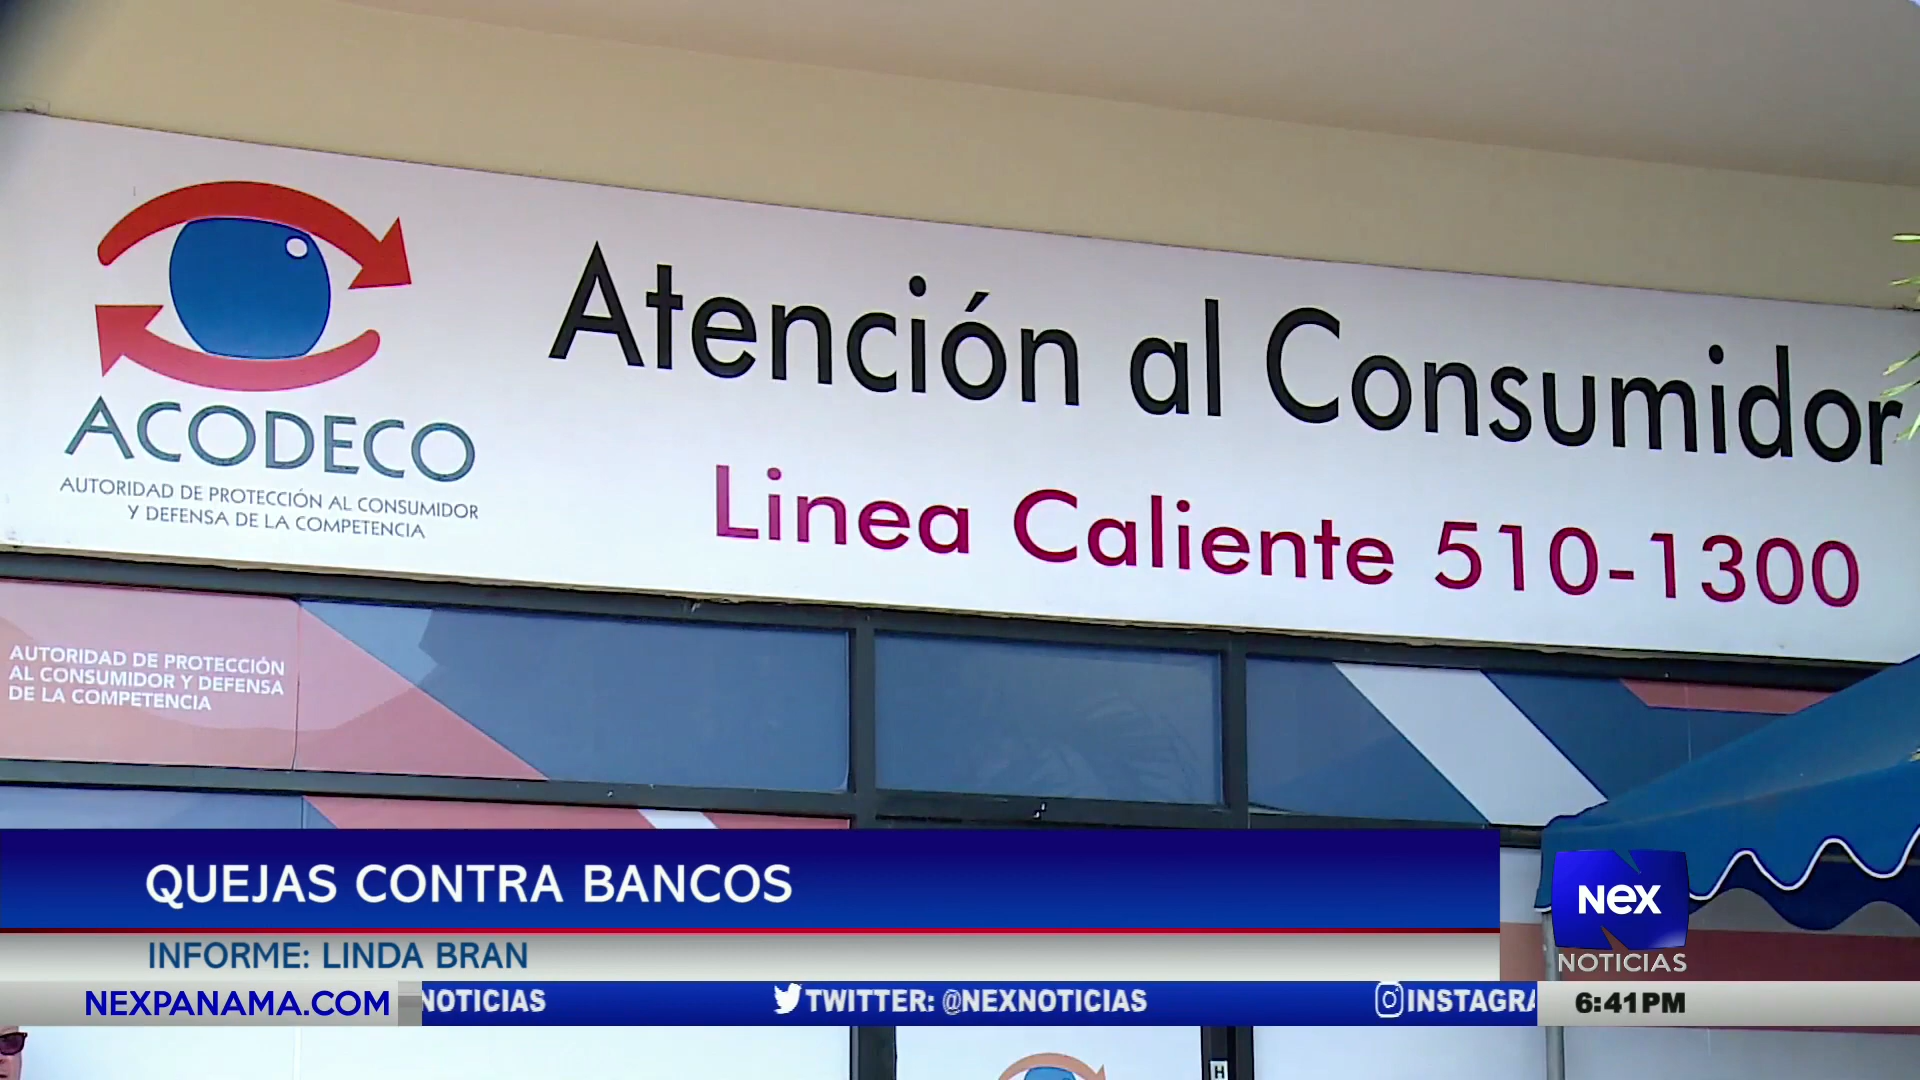 ACODECO
AUTORIDAD DE PROTECCIÓN AL CONSUMIDOR
Y DEFENSA DE LA COMPETENCIA
Atención al Consumidor
Linea Caliente 510-1300
AUTORIDAD DE PROTECCIÓN
AL CONSUMIDOR Y DEFENSA
DE LA COMPETENCIA
QUEJAS CONTRA BANCOS
INFORME: LINDA BRAN
nex
NOTICIAS
NEXPANAMA.COM
NOTICIAS
TWITTER: @NEXNOTICIAS
INSTAGRA
6:41PM
H